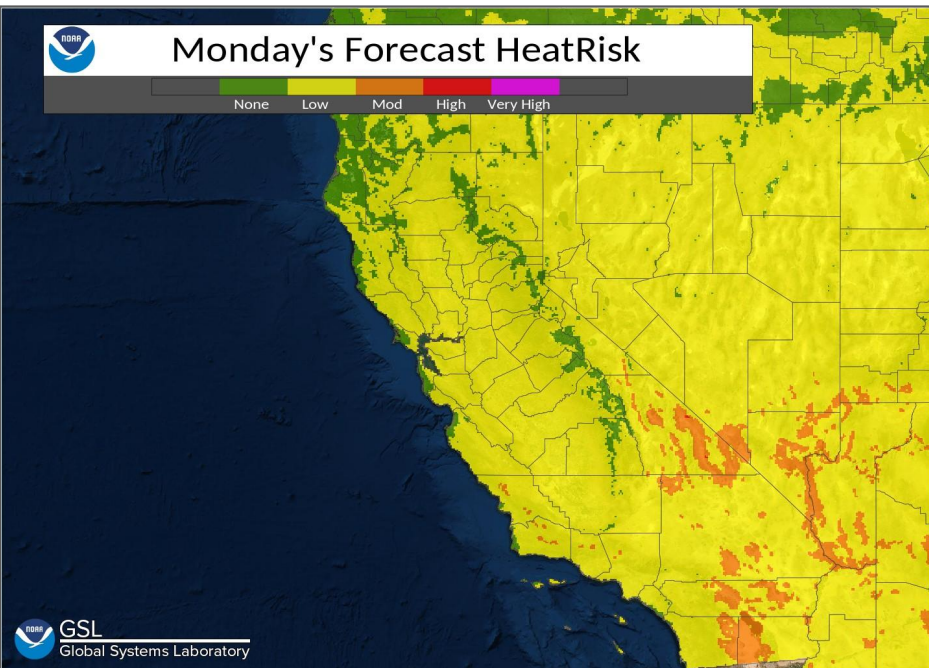 NOAA
Monday's Forecast HeatRisk
None Low Mod High Very High
NOAA
GSL
Global Systems Laboratory